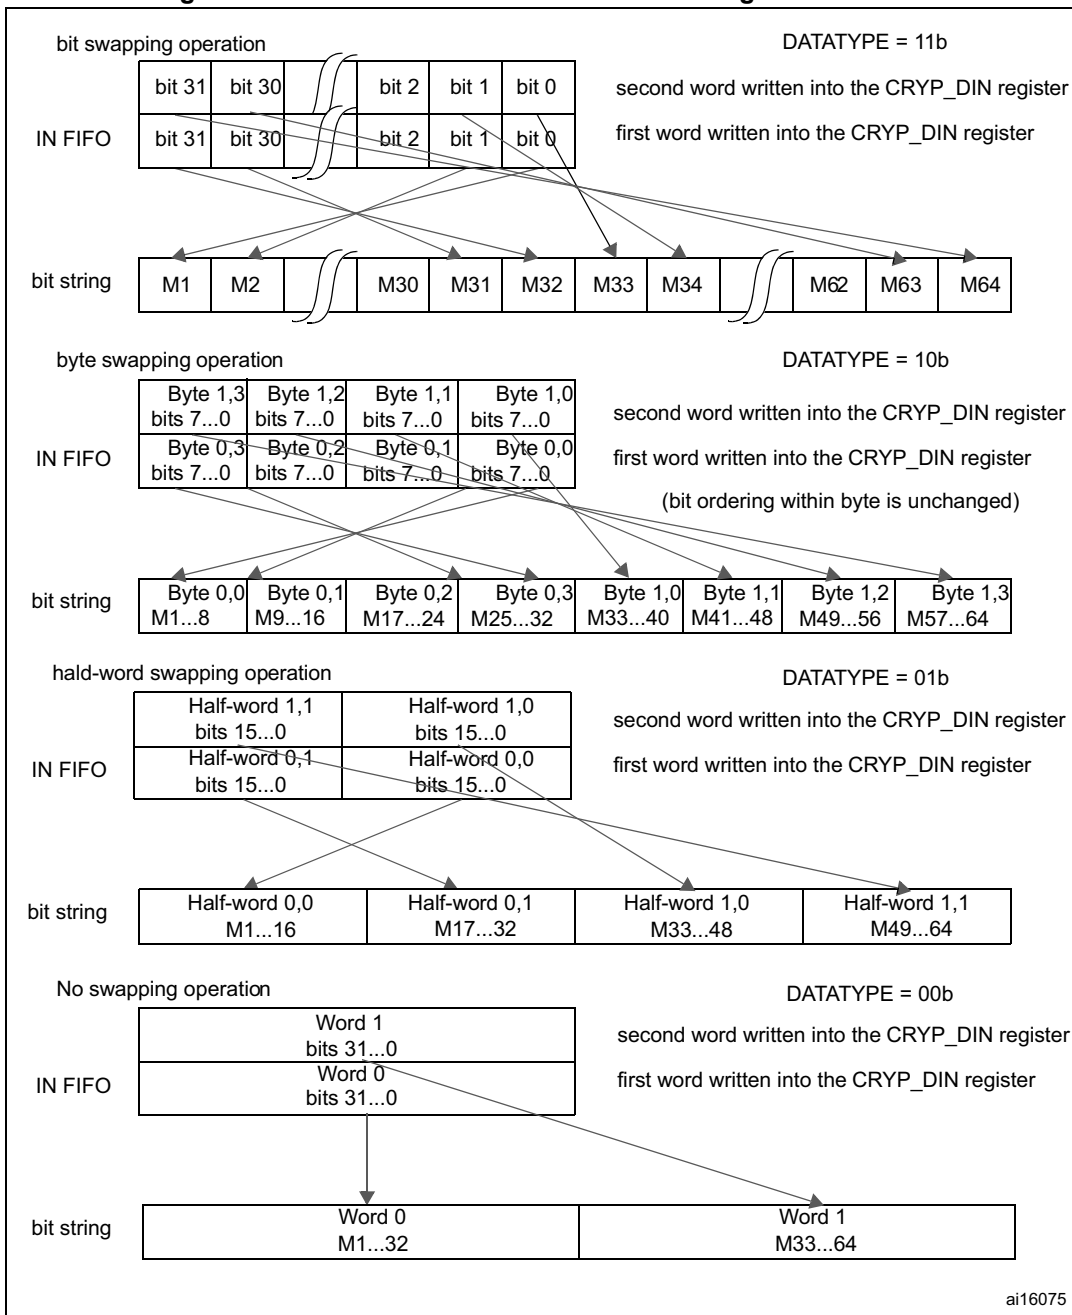 bit swapping operation DATATYPE = 11b
bit 31 bit 30 bit 2 bit 1 bit 0 second word written into the CRYP_DIN register
IN FIFO bit 31 bit 30 bit 2 bit 1 bit 0 first word written into the CRYP_DIN register
bit string M1 M2 M30 M31 M32 M33 M34 M62 M63 M64
byte swapping operation DATATYPE = 10b
Byte 1,3 Byte 1,2 Byte 1,1 Byte 1,0
bits 7...0 bits 7...0 bits 7...0 bits 7...0 second word written into the CRYP_DIN register
IN FIFO Byte 0,3 Byte 0,2 Byte 0,1 Byte 0,0 first word written into the CRYP_DIN register
bits 7...0 bits 7...0 bits 7...0 bits 7...0
(bit ordering within byte is unchanged)
bit string Byte 0,0 Byte 0,1 Byte 0,2 Byte 0,3 Byte 1,0 Byte 1,1 Byte 1,2 Byte 1,3
M1...8 M9...16 M17...24 M25...32 M33...40 M41...48 M49...56 M57...64
hald-word swapping operation DATATYPE = 01b
Half-word 1,1 Half-word 1,0 second word written into the CRYP_DIN register
bits 15...0 bits 15...0
IN FIFO Half-word 0,1 Half-word 0,0 first word written into the CRYP_DIN register
bits 15...0 bits 15...0
bit string Half-word 0,0 Half-word 0,1 Half-word 1,0 Half-word 1,1
M1...16 M17...32 M33...48 M49...64
No swapping operation DATATYPE = 00b
Word 1 second word written into the CRYP_DIN register
bits 31...0
IN FIFO Word 0 first word written into the CRYP_DIN register
bits 31...0
bit string Word 0 Word 1
M1...32 M33...64
ai16075